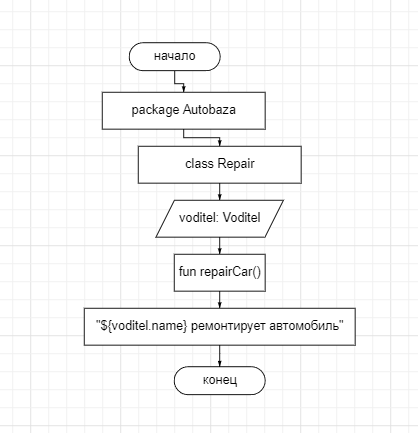 начало
package Autobaza
class Repair
voditel: Voditel
fun repairCar()
"${voditel.name} ремонтирует автомобиль"
конец